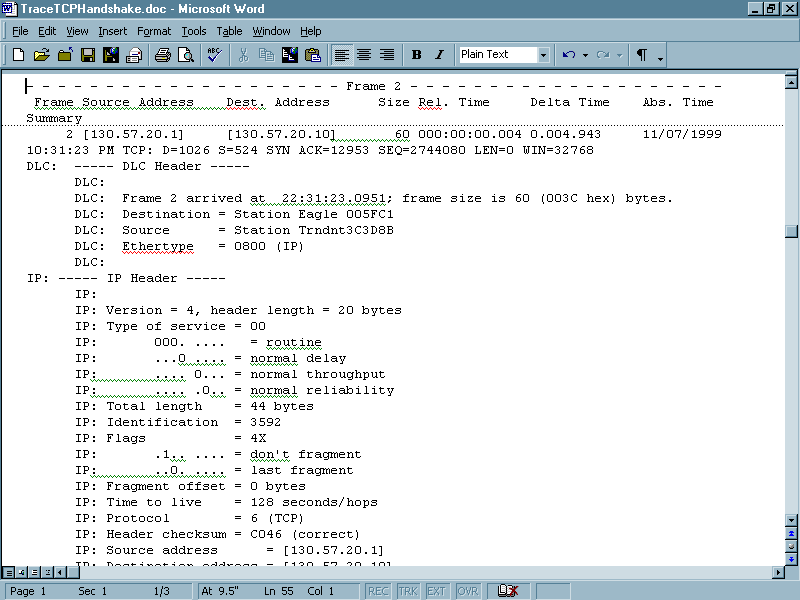 TraceTCPHandshake.doc - Microsoft Word
File Edit View Insert Format Tools Table Window Help
ABC B I Plain Text ¶
- - - - - - - - - - - - - - - - - - - - Frame 2 - - - - - - - - - - - - - - - - - - - -
Frame Source Address Dest. Address Size Rel. Time Delta Time Abs. Time
Summary
2 [130.57.20.1] [130.57.20.10] 60 000:00:00.004 0.004.943 11/07/1999
10:31:23 PM TCP: D=1026 S=524 SYN ACK=12953 SEQ=2744080 LEN=0 WIN=32768
DLC: ----- DLC Header -----
DLC:
DLC: Frame 2 arrived at 22:31:23.0951; frame size is 60 (003C hex) bytes.
DLC: Destination = Station Eagle 005FC1
DLC: Source = Station Trndnt3C3D8B
DLC: Ethertype = 0800 (IP)
DLC:
IP: ----- IP Header -----
IP:
IP: Version = 4, header length = 20 bytes
IP: Type of service = 00
IP: 000. .... = routine
IP: ...0 .... = normal delay
IP: .... 0... = normal throughput
IP: .... .0.. = normal reliability
IP: Total length = 44 bytes
IP: Identification = 3592
IP: Flags = 4X
IP: .1.. .... = don't fragment
IP: ..0. .... = last fragment
IP: Fragment offset = 0 bytes
IP: Time to live = 128 seconds/hops
IP: Protocol = 6 (TCP)
IP: Header checksum = C046 (correct)
IP: Source address = [130.57.20.1]
IP: Destination address = [130.57.20.10]
Page 1 Sec 1 1/3 At 9.5" Ln 55 Col 1 REC TRK EXT OVR